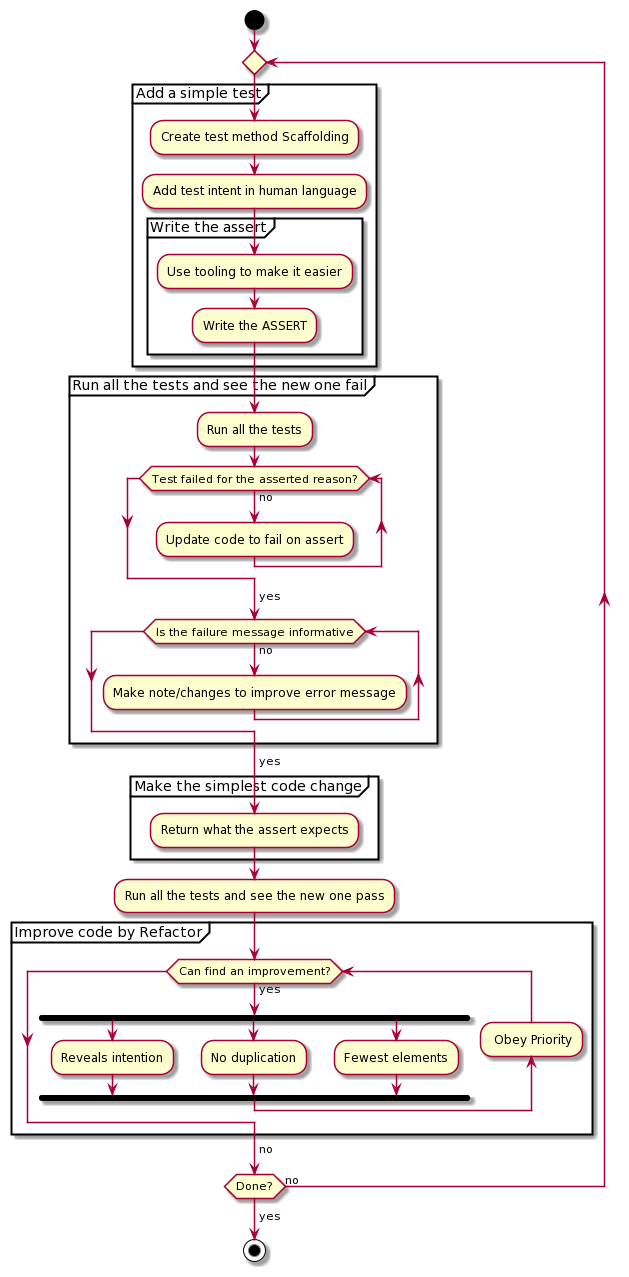 Add a simple test
Create test method Scaffolding
Add test intent in human language
Write the assert
Use tooling to make it easier
Write the ASSERT
Run all the tests and see the new one fail
Run all the tests
Test failed for the asserted reason?
no
Update code to fail on assert
yes
Is the failure message informative
no
Make note/changes to improve error message
yes
Make the simplest code change
Return what the assert expects
Run all the tests and see the new one pass
Improve code by Refactor
Can find an improvement?
yes
Obey Priority
Reveals intention
No duplication
Fewest elements
no
Done?
no
yes